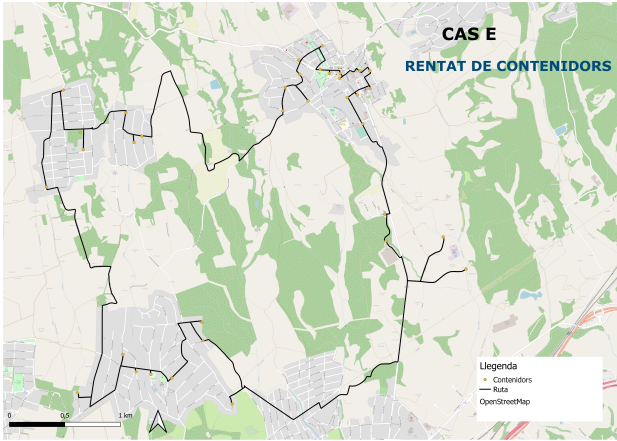 CAS E
RENTAT DE CONTENIDORS
Llegenda
Contenidors
Ruta
OpenStreetMap
0 0,5 1 km